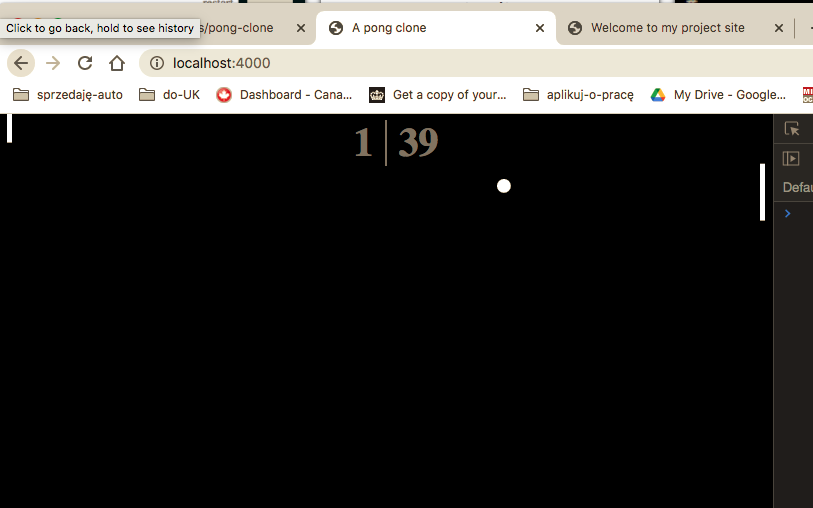 Click to go back, hold to see history
s/pong-clone
A pong clone
Welcome to my project site
localhost:4000
sprzedaję-auto
do-UK
Dashboard - Cana...
Get a copy of your...
aplikuj-o-pracę
My Drive - Google...
1 39
Defau